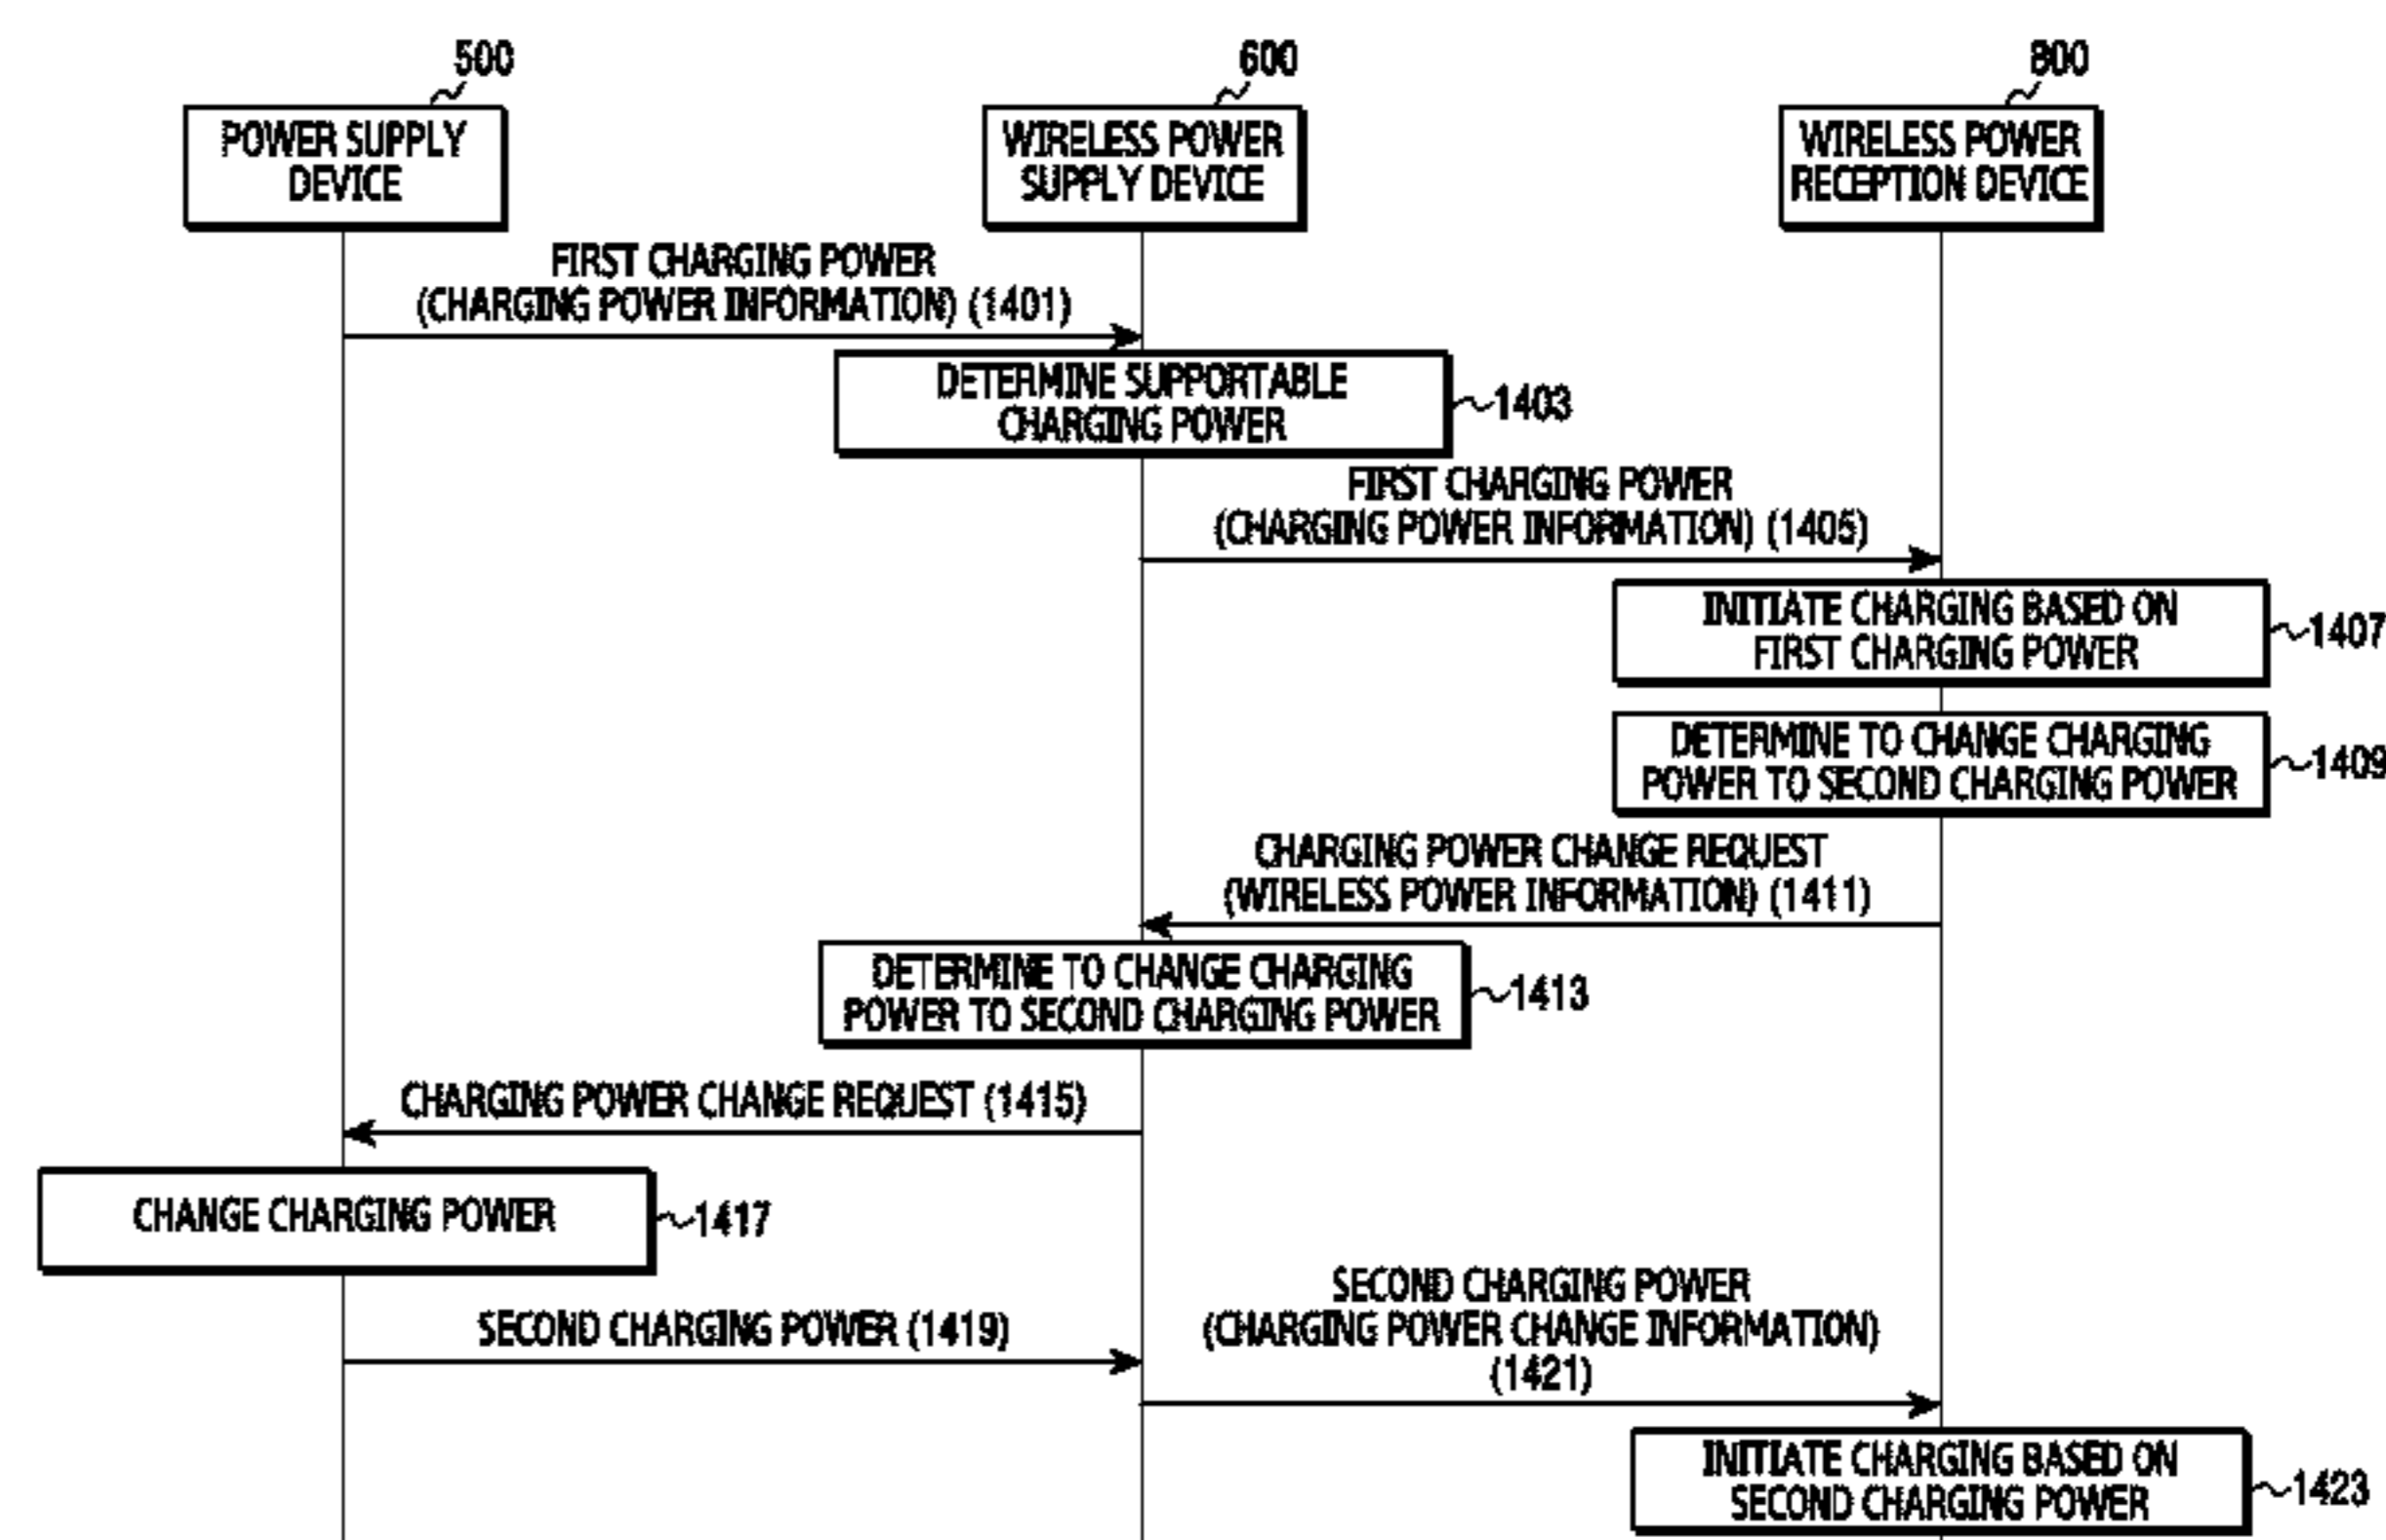 500
600
800
POWER SUPPLY
DEVICE
WIRELESS POWER
SUPPLY DEVICE
WIRELESS POWER
RECEPTION DEVICE
FIRST CHARGING POWER
(CHARGING POWER INFORMATION) (1401)
DETERMINE SUPPORTABLE
CHARGING POWER
1403
FIRST CHARGING POWER
(CHARGING POWER INFORMATION) (1405)
INITIATE CHARGING BASED ON
FIRST CHARGING POWER
1407
DETERMINE TO CHANGE CHARGING
POWER TO SECOND CHARGING POWER
1409
CHARGING POWER CHANGE REQUEST
(WIRELESS POWER INFORMATION) (1411)
DETERMINE TO CHANGE CHARGING
POWER TO SECOND CHARGING POWER
1413
CHARGING POWER CHANGE REQUEST (1415)
CHANGE CHARGING POWER
1417
SECOND CHARGING POWER (1419)
SECOND CHARGING POWER
(CHARGING POWER CHANGE INFORMATION)
(1421)
INITIATE CHARGING BASED ON
SECOND CHARGING POWER
1423